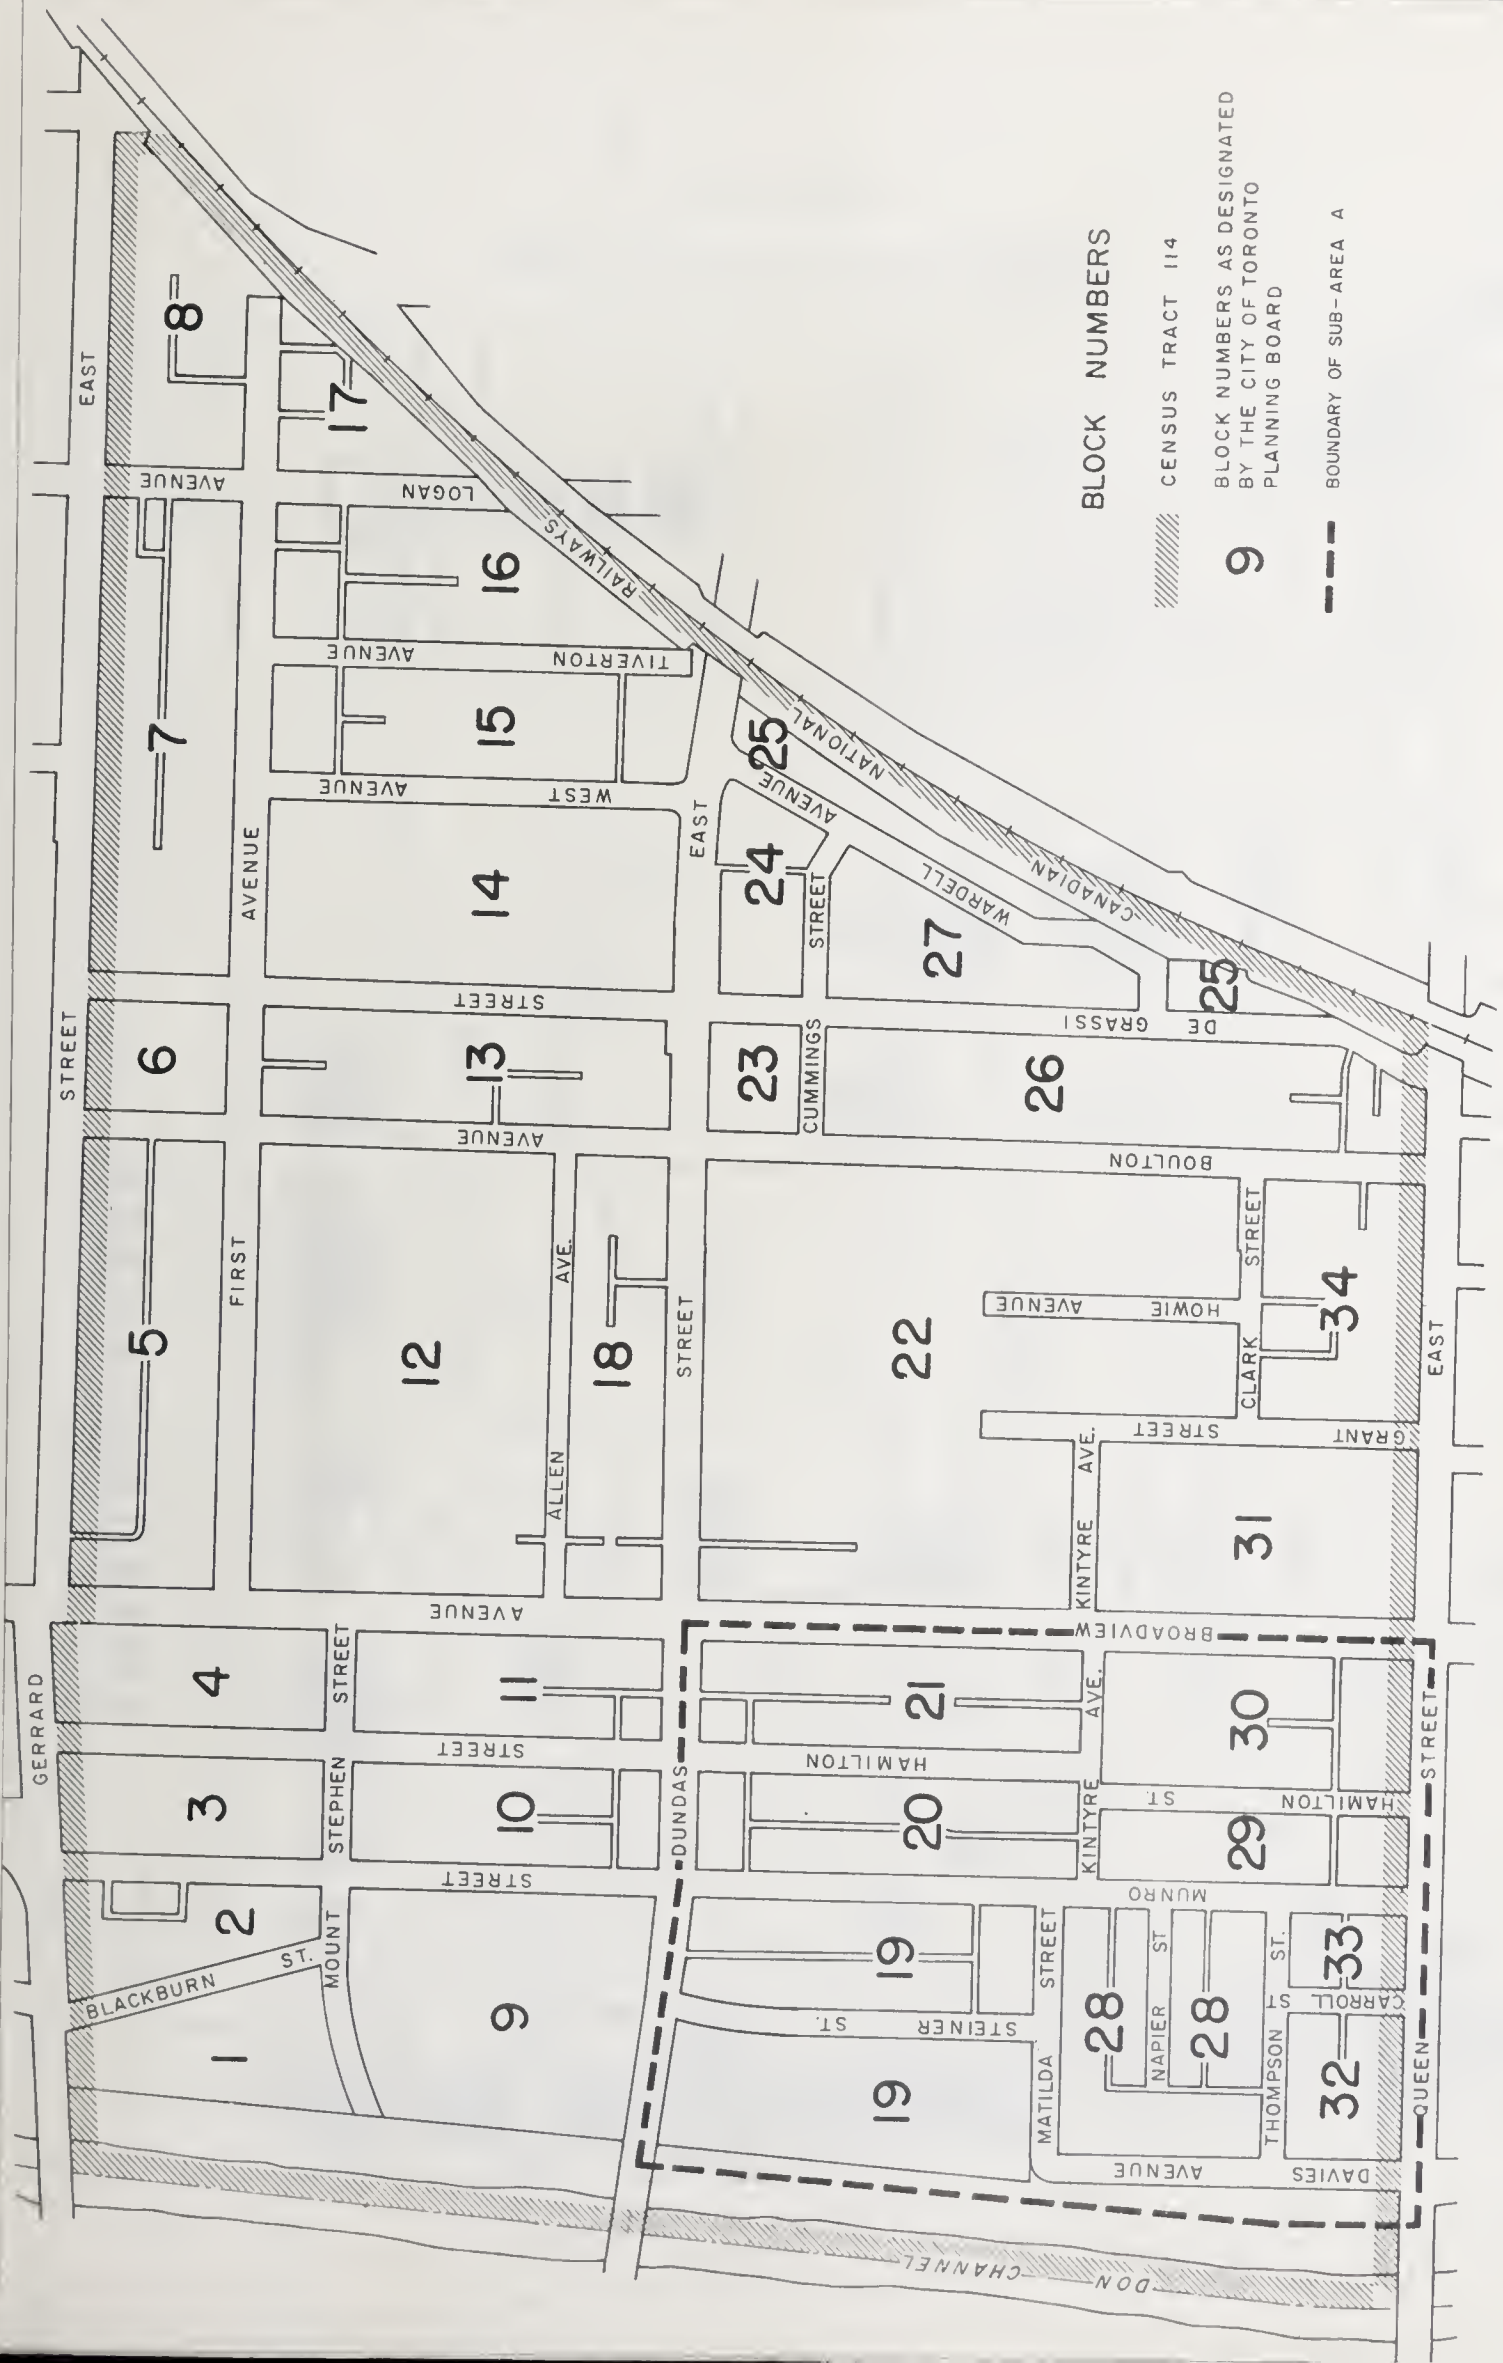 GERRARD STREET EAST
BLACKBURN ST.
MOUNT STEPHEN STREET
FIRST AVENUE
ALLEN AVE.
DUNDAS STREET EAST
MATILDA STREET
NAPIER ST
THOMPSON ST.
KINTYRE AVE.
KINTYRE AVE.
CLARK STREET
CUMMINGS STREET
QUEEN STREET EAST
DON CHANNEL
DAVIES AVENUE
STEINER ST.
CARROLL ST
MUNRO STREET
HAMILTON STREET
HAMILTON ST.
BROADVIEW AVENUE
GRANT STREET
HOWIE AVENUE
BOULTON AVENUE
DE GRASSI STREET
WARDELL AVENUE
WEST AVENUE
TIVERTON AVENUE
LOGAN AVENUE
CANADIAN NATIONAL RAILWAYS
1
2
3
4
5
6
7
8
9
10
11
12
13
14
15
16
17
18
19
19
20
21
22
23
24
25
25
26
27
28
28
29
30
31
32
33
34
BLOCK NUMBERS
CENSUS TRACT 114
9
BLOCK NUMBERS AS DESIGNATED
BY THE CITY OF TORONTO
PLANNING BOARD
BOUNDARY OF SUB-AREA A